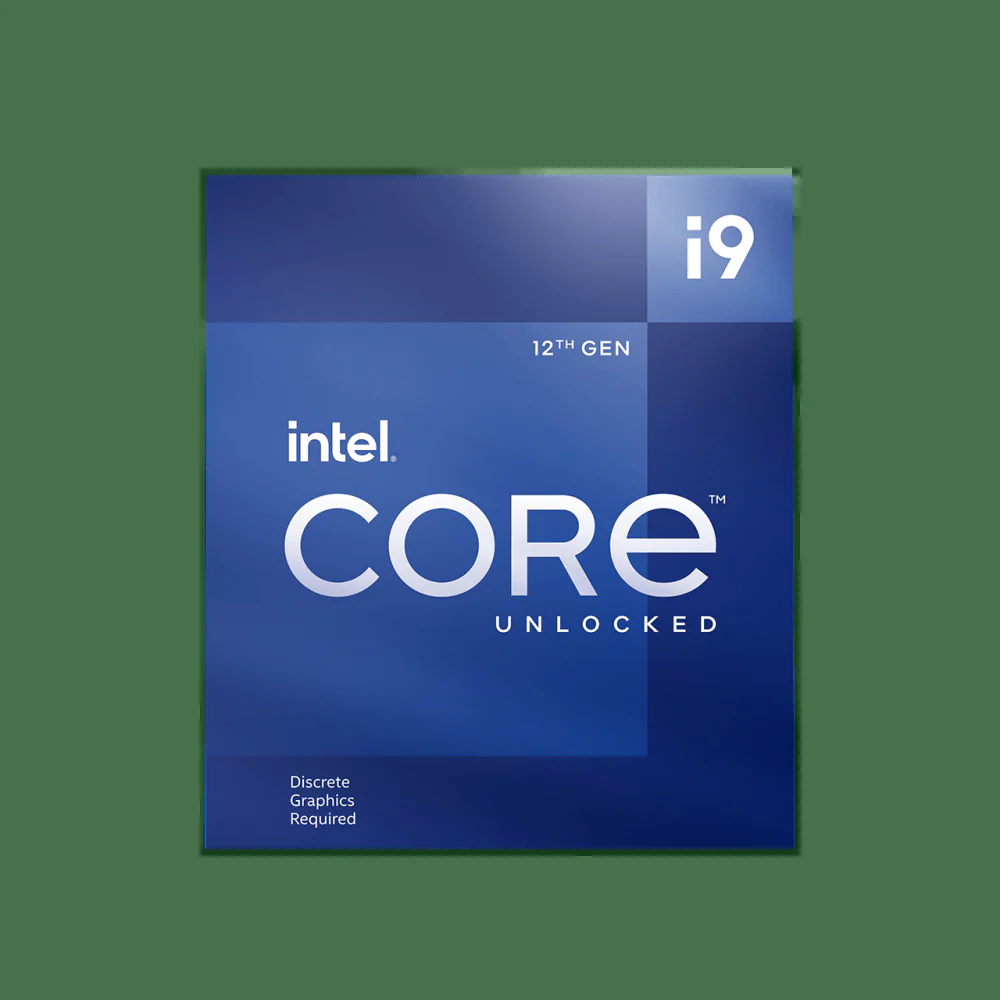 i9
12TH GEN
intel®
CORe™
UNLOCKED
Discrete
Graphics
Required